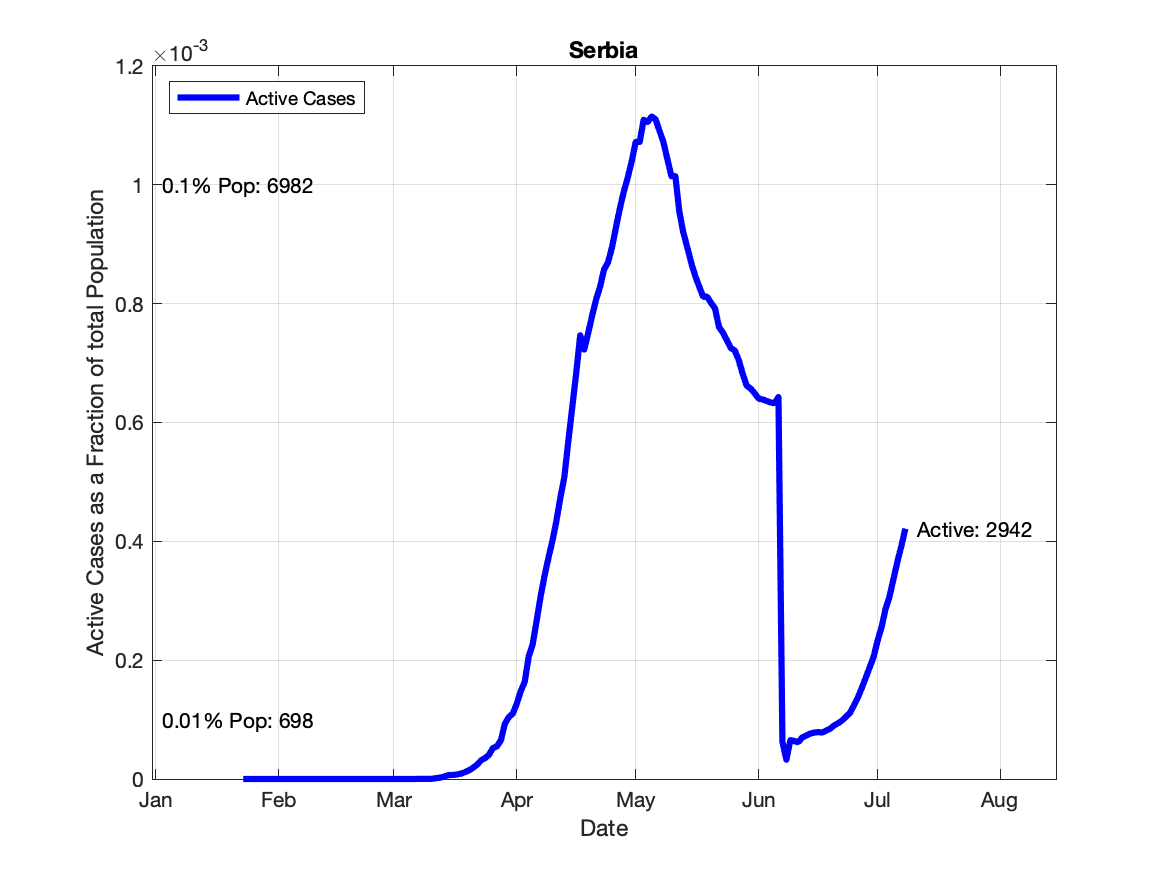 Serbia
×10-3
1.2
1
0.8
0.6
0.4
0.2
0
Active Cases as a Fraction of total Population
Active Cases
0.1% Pop: 6982
0.01% Pop: 698
Active: 2942
Jan Feb Mar Apr May Jun Jul Aug
Date